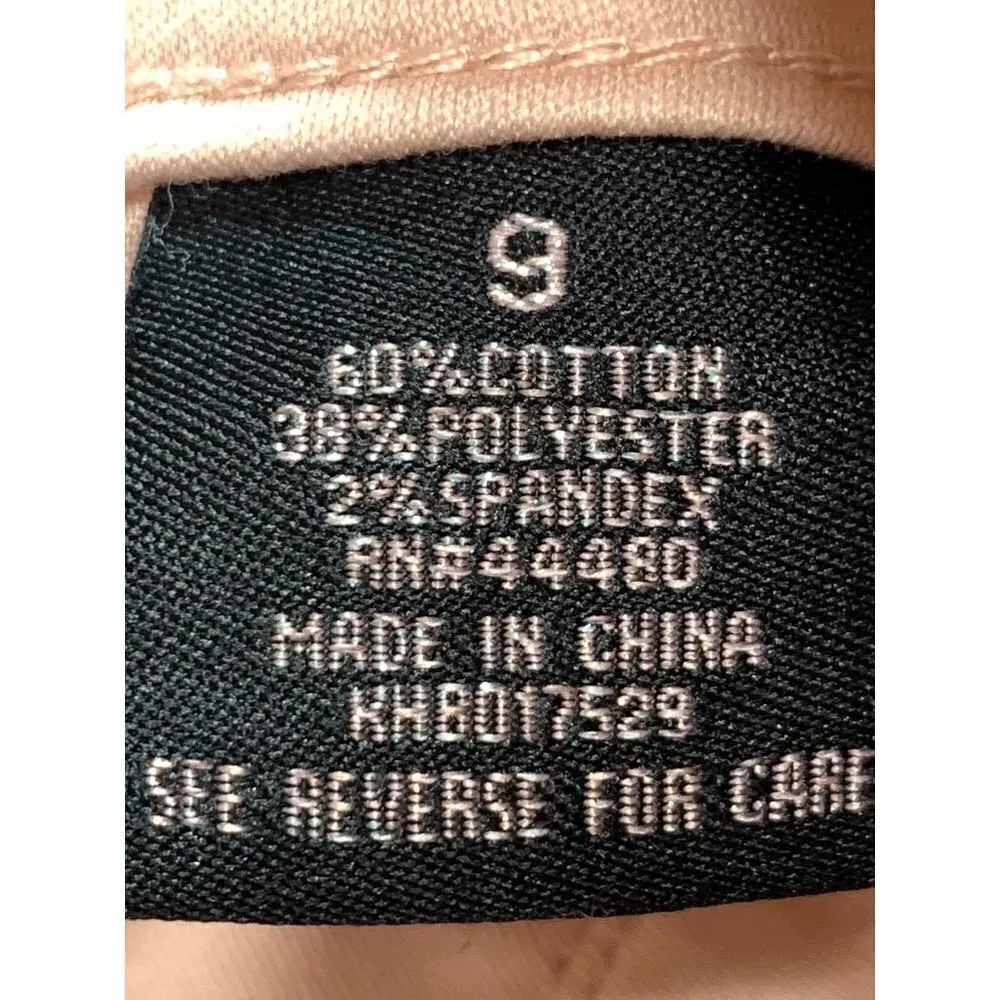 9
60% COTTON
38% POLYESTER
2% SPANDEX
RN#44480
MADE IN CHINA
KHB017529
SEE REVERSE FOR CARE